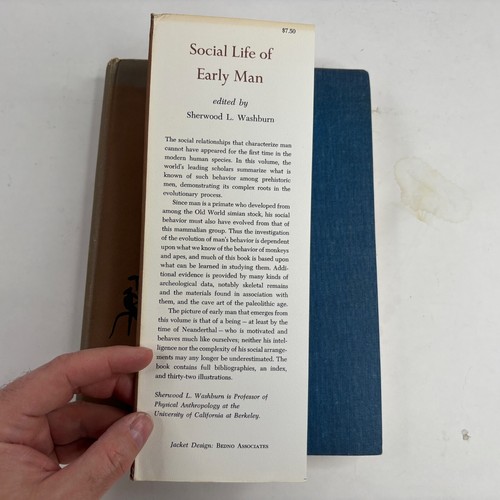 $7.50
Social Life of
Early Man
edited by
Sherwood L. Washburn
The social relationships that characterize man
cannot have appeared for the first time in the
modern human species. In this volume, the
world's leading scholars summarize what is
known of such behavior among prehistoric
men, demonstrating its complex roots in the
evolutionary process.
Since man is a primate who developed from
among the Old World simian stock, his social
behavior must also have evolved from that of
this mammalian group. Thus the investigation
of the evolution of man's behavior is dependent
upon what we know of the behavior of monkeys
and apes, and much of this book is based upon
what can be learned in studying them. Addi-
tional evidence is provided by many kinds of
archeological data, notably skeletal remains
and the materials found in association with
them, and the cave art of the paleolithic age.
The picture of early man that emerges from
this volume is that of a being – at least by the
time of Neanderthal – who is motivated and
behaves much like ourselves; neither his intel-
ligence nor the complexity of his social arrange-
ments may any longer be underestimated. The
book contains full bibliographies, an index,
and thirty-two illustrations.
Sherwood L. Washburn is Professor of
Physical Anthropology at the
University of California at Berkeley.
Jacket Design: Bedno Associates